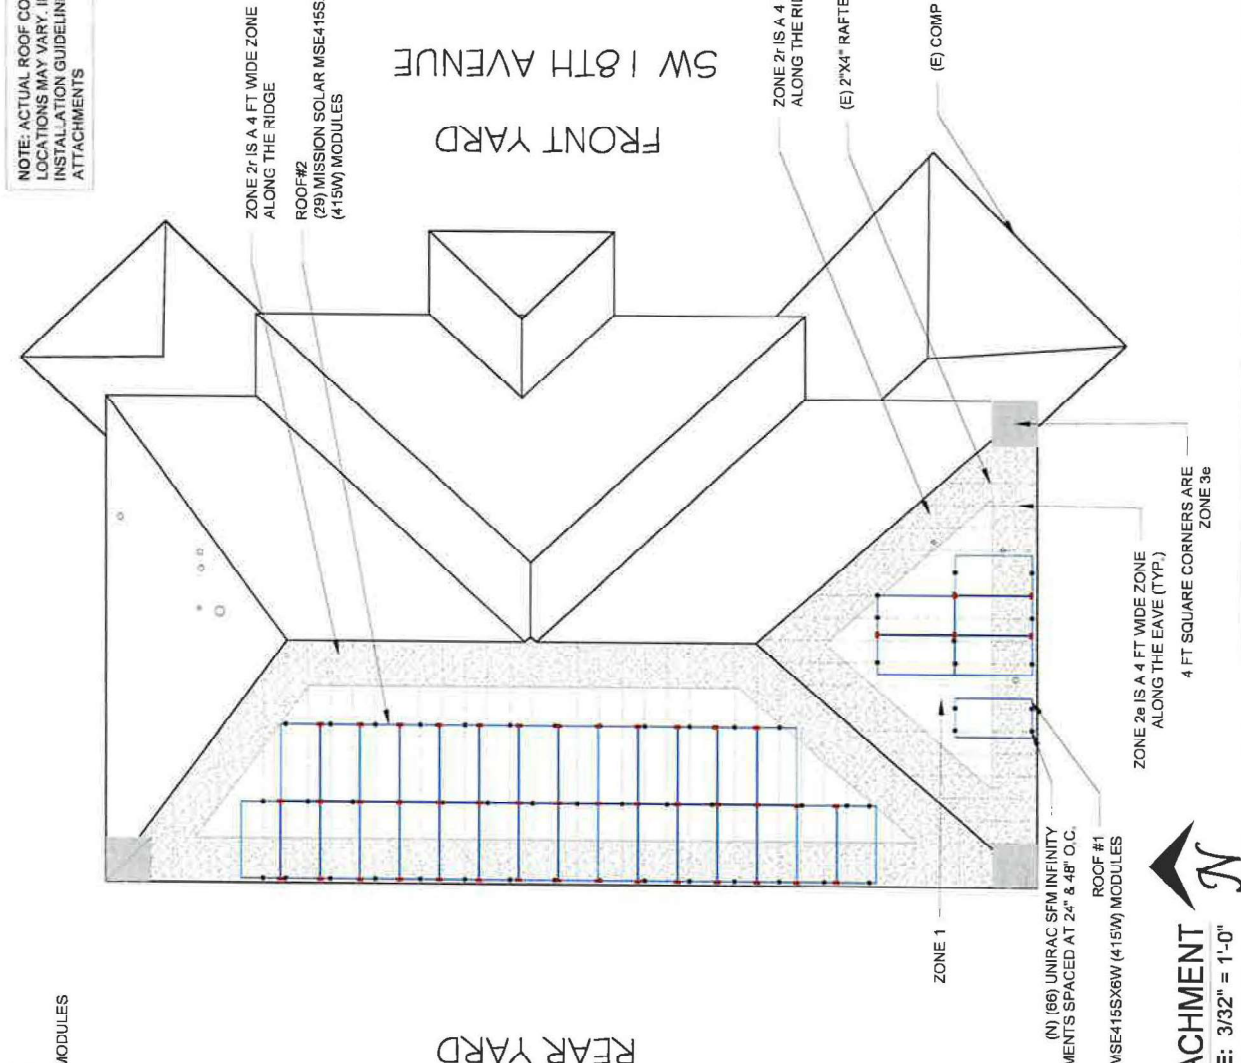 NOTE: ACTUAL ROOF CO
LOCATIONS MAY VARY.
INSTALLATION GUIDELIN
ATTACHMENTS
ZONE 2r IS A 4 FT WIDE ZONE
ALONG THE RIDGE
ROOF#2
(29) MISSION SOLAR MSE415S
(415W) MODULES
SW 18TH AVENUE
FRONT YARD
ZONE 2r IS A 4
ALONG THE RI
(E) 2"X4" RAFTE
(E) COMP
MODULES
REAR YARD
ZONE 1
(N) (66) UNIRAC SFM INFINITY
MENTS SPACED AT 24" & 48" O.C.
ROOF #1
MSE415SX6W (415W) MODULES
ZONE 2e IS A 4 FT WIDE ZONE
ALONG THE EAVE (TYP.)
4 FT SQUARE CORNERS ARE
ZONE 3e
N
ACHMENT
E: 3/32" = 1'-0"